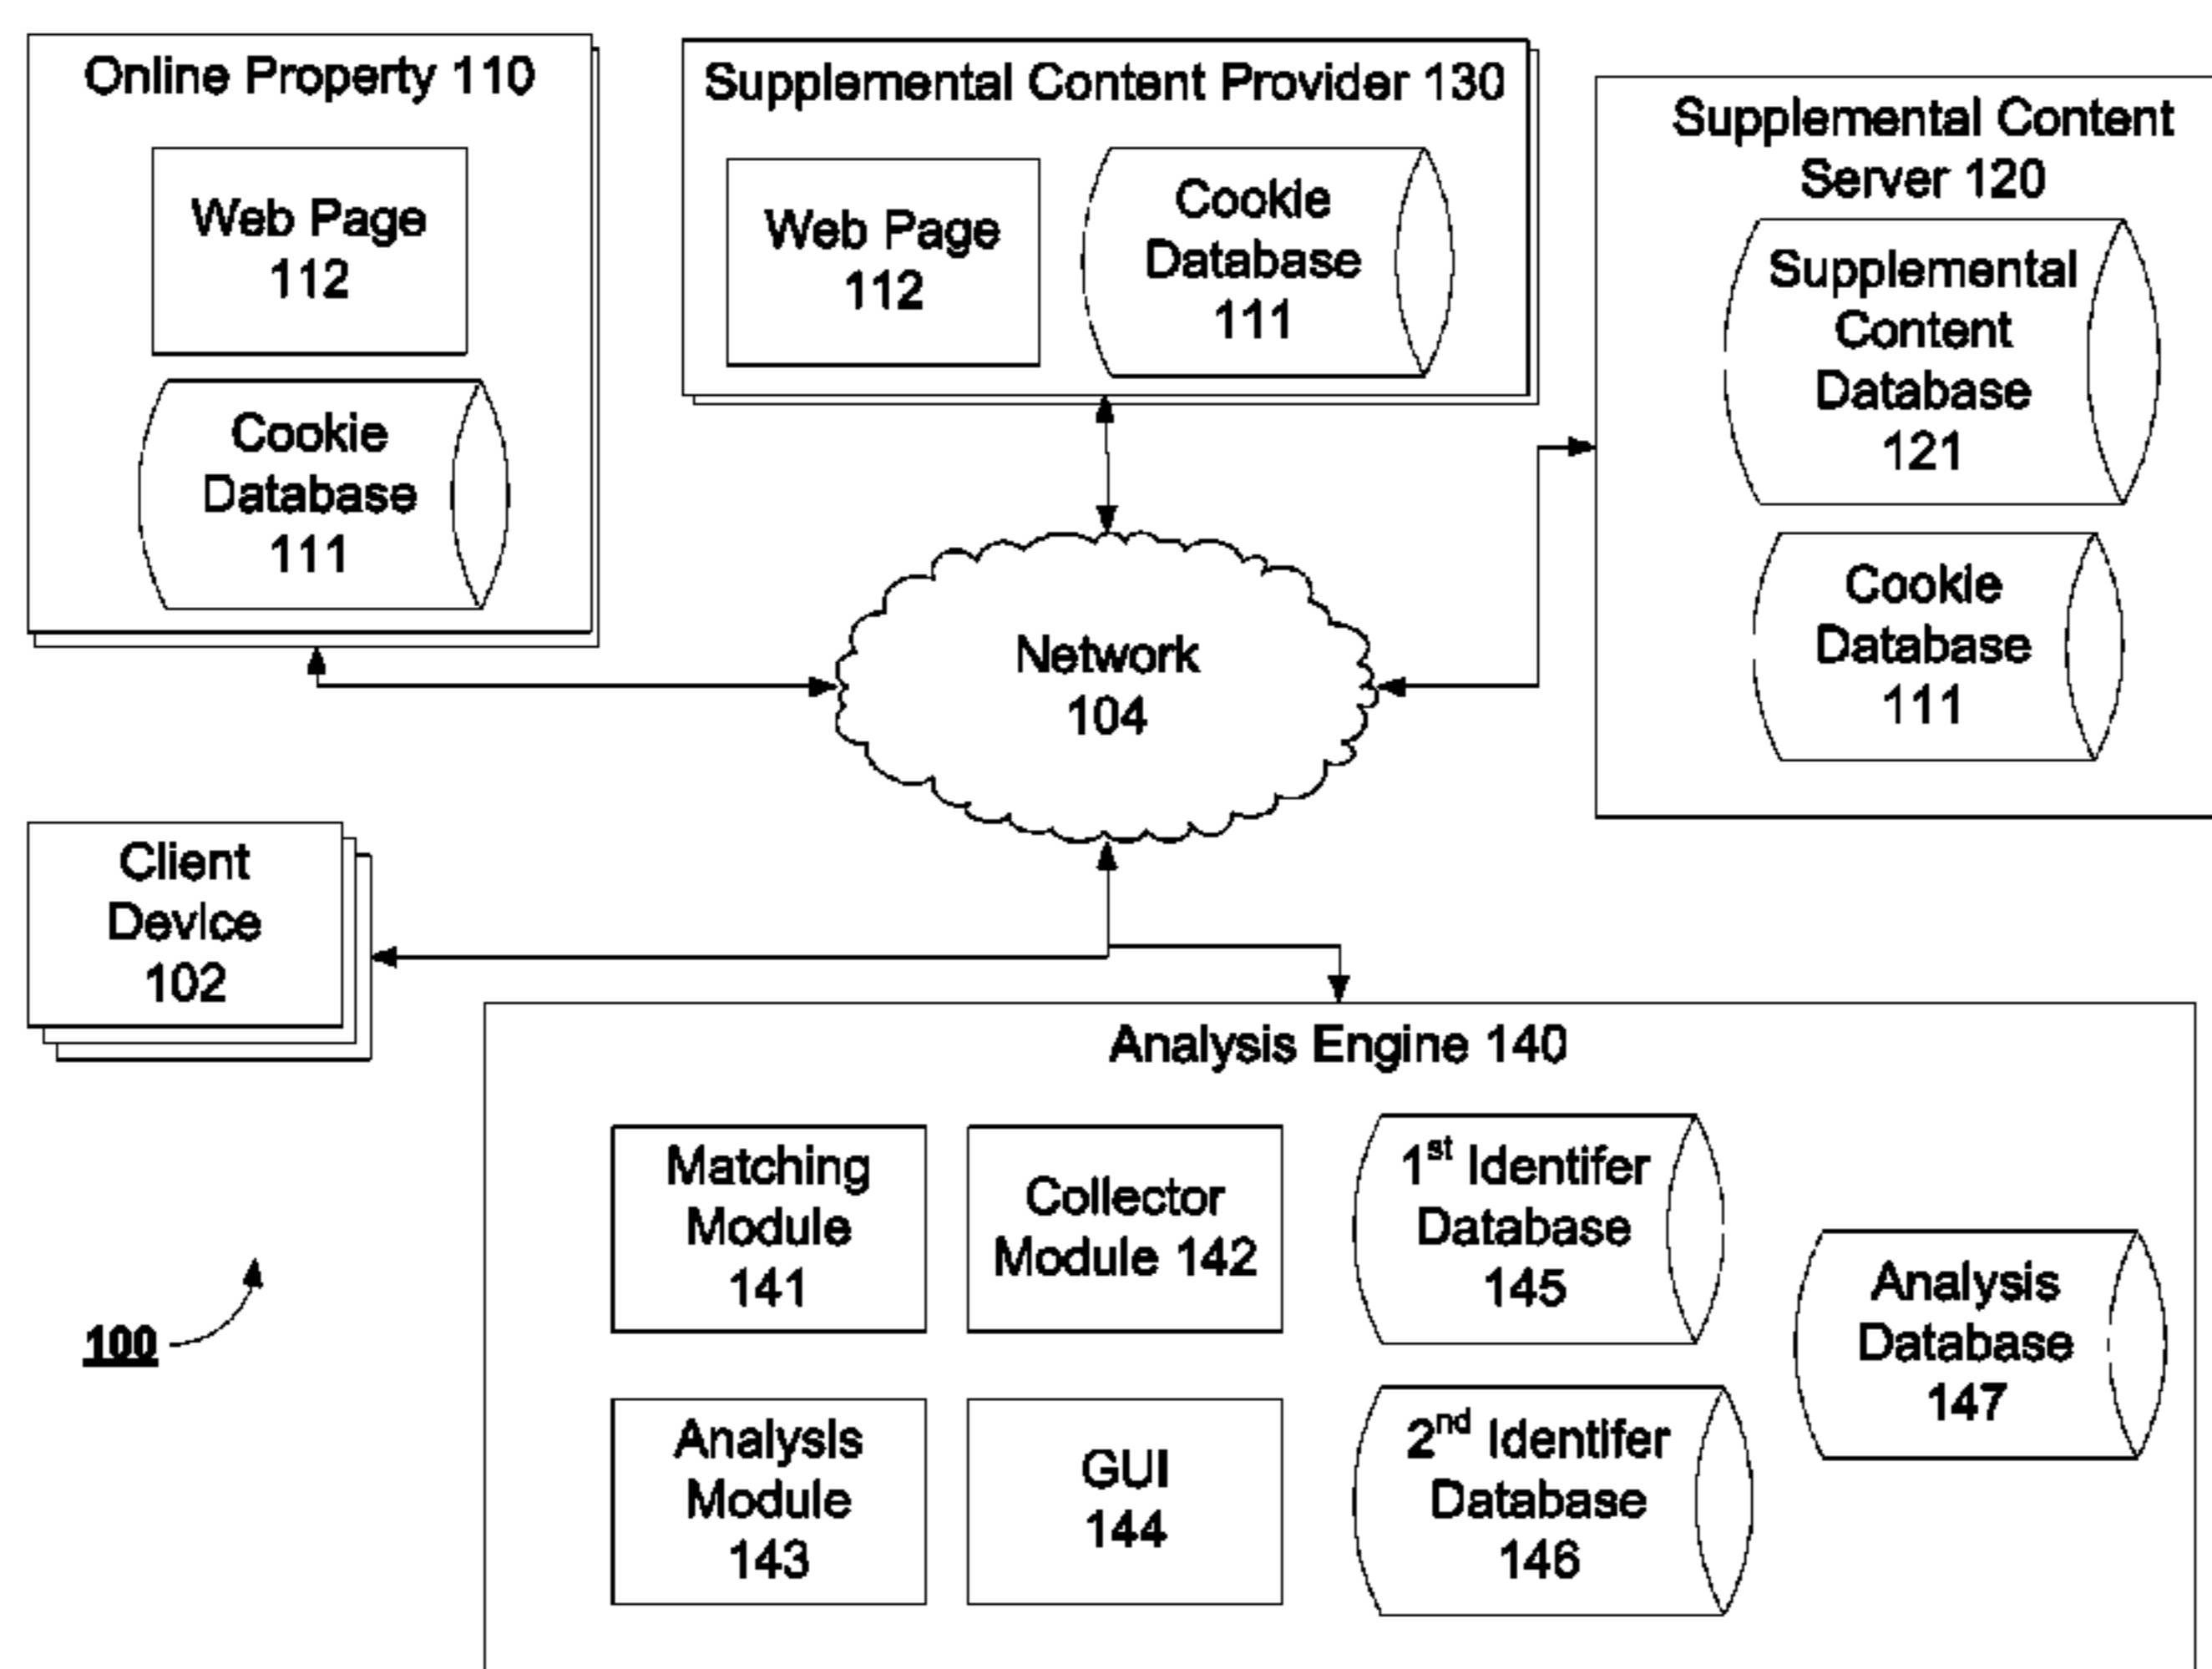 Online Property 110
Web Page
112
Cookie
Database
111
Supplemental Content Provider 130
Web Page
112
Cookie
Database
111
Supplemental Content
Server 120
Supplemental
Content
Database
121
Cookie
Database
111
Network
104
Client
Device
102
Analysis Engine 140
Matching
Module
141
Collector
Module 142
1st Identifer
Database
145
Analysis
Database
147
Analysis
Module
143
GUI
144
2nd Identifer
Database
146
100